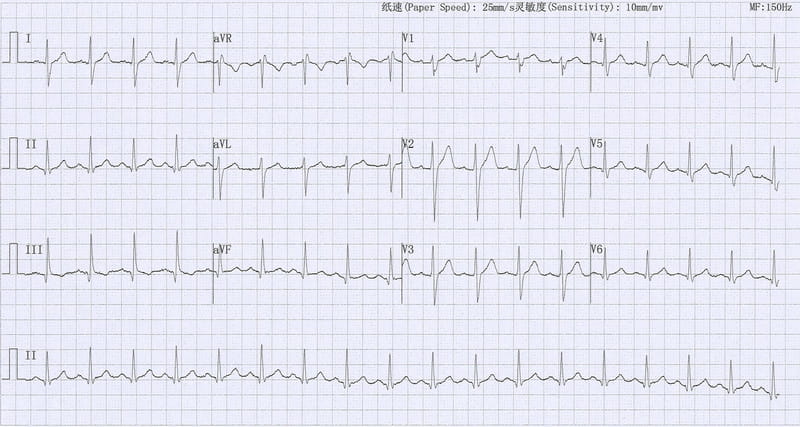 纸速(Paper Speed): 25mm/s灵敏度(Sensitivity): 10mm/mv MF:150Hz
I aVR V1 V4
II aVL V2 V5
III aVF V3 V6
II